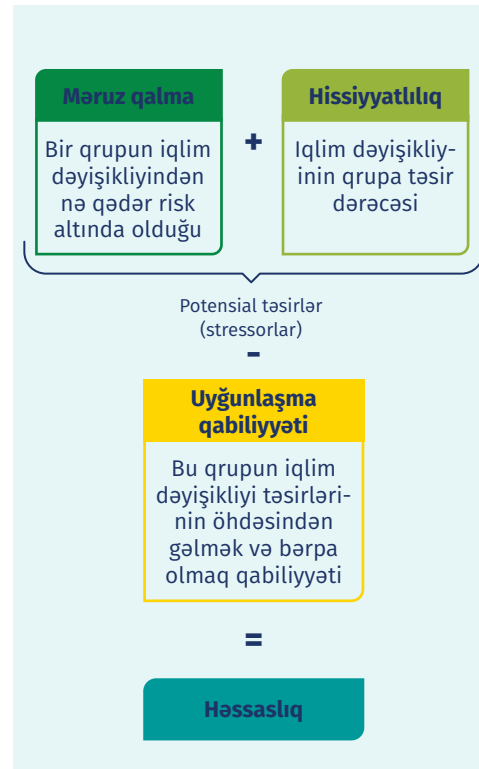 Məruz qalma
Bir qrupun iqlim
dəyişikliyindən
nə qədər risk
altında olduğu
+
Hissiyyatlılıq
Iqlim dəyişikliy-
inin qrupa təsir
dərəcəsi
Potensial təsirlər
(stressorlar)
-
Uyğunlaşma
qabiliyyəti
Bu qrupun iqlim
dəyişikliyi təsirləri-
nin öhdəsindən
gəlmək və bərpa
olmaq qabiliyyəti
=
Həssaslıq